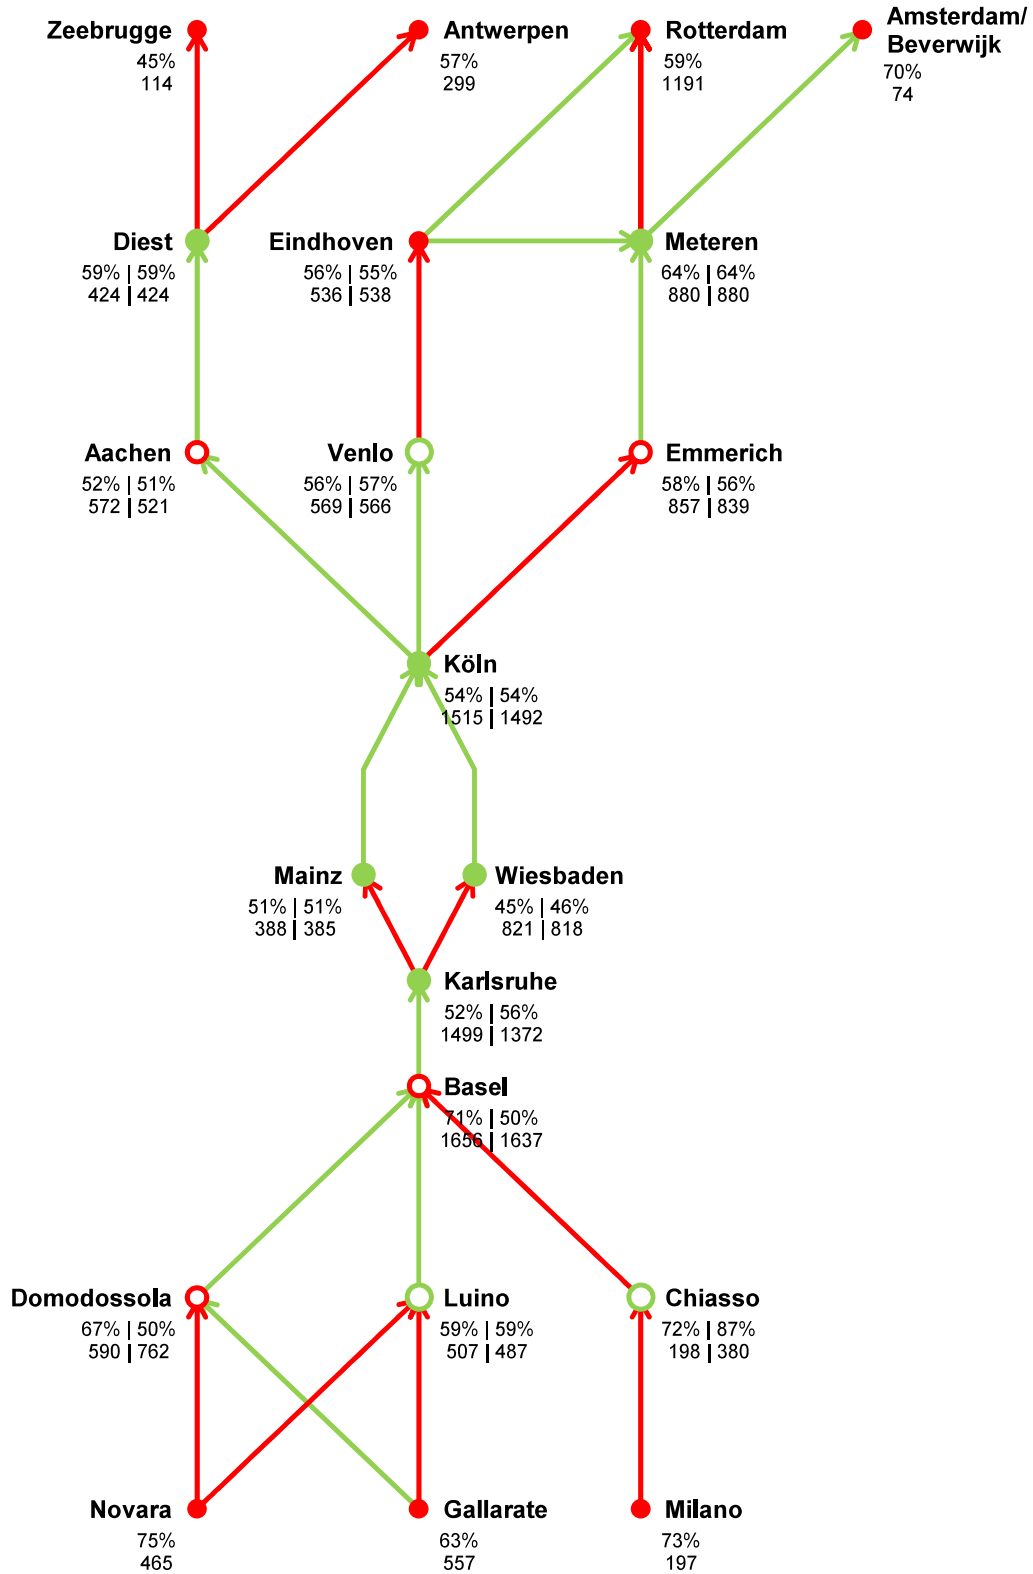 Zeebrugge
45%
114
Antwerpen
57%
299
Rotterdam
59%
1191
Amsterdam/
Beverwijk
70%
74
Diest
59% | 59%
424 | 424
Eindhoven
56% | 55%
536 | 538
Meteren
64% | 64%
880 | 880
Aachen
52% | 51%
572 | 521
Venlo
56% | 57%
569 | 566
Emmerich
58% | 56%
857 | 839
Köln
54% | 54%
1515 | 1492
Mainz
51% | 51%
388 | 385
Wiesbaden
45% | 46%
821 | 818
Karlsruhe
52% | 56%
1499 | 1372
Basel
71% | 50%
1656 | 1637
Domodossola
67% | 50%
590 | 762
Luino
59% | 59%
507 | 487
Chiasso
72% | 87%
198 | 380
Novara
75%
465
Gallarate
63%
557
Milano
73%
197